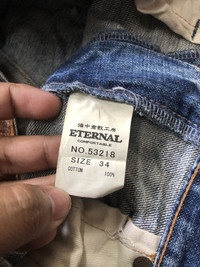 備中倉敷工房
ETERNAL
COMFORTABLE
NO.53218
SIZE 34
COTTON 100%